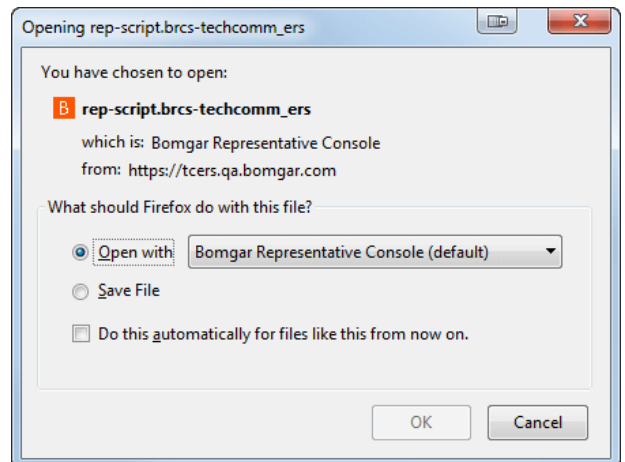 Opening rep-script.brcs-techcomm_ers
You have chosen to open:
B rep-script.brcs-techcomm_ers
which is: Bomgar Representative Console
from: https://tcers.qa.bomgar.com
What should Firefox do with this file?
Open with Bomgar Representative Console (default)
Save File
Do this automatically for files like this from now on.
OK Cancel